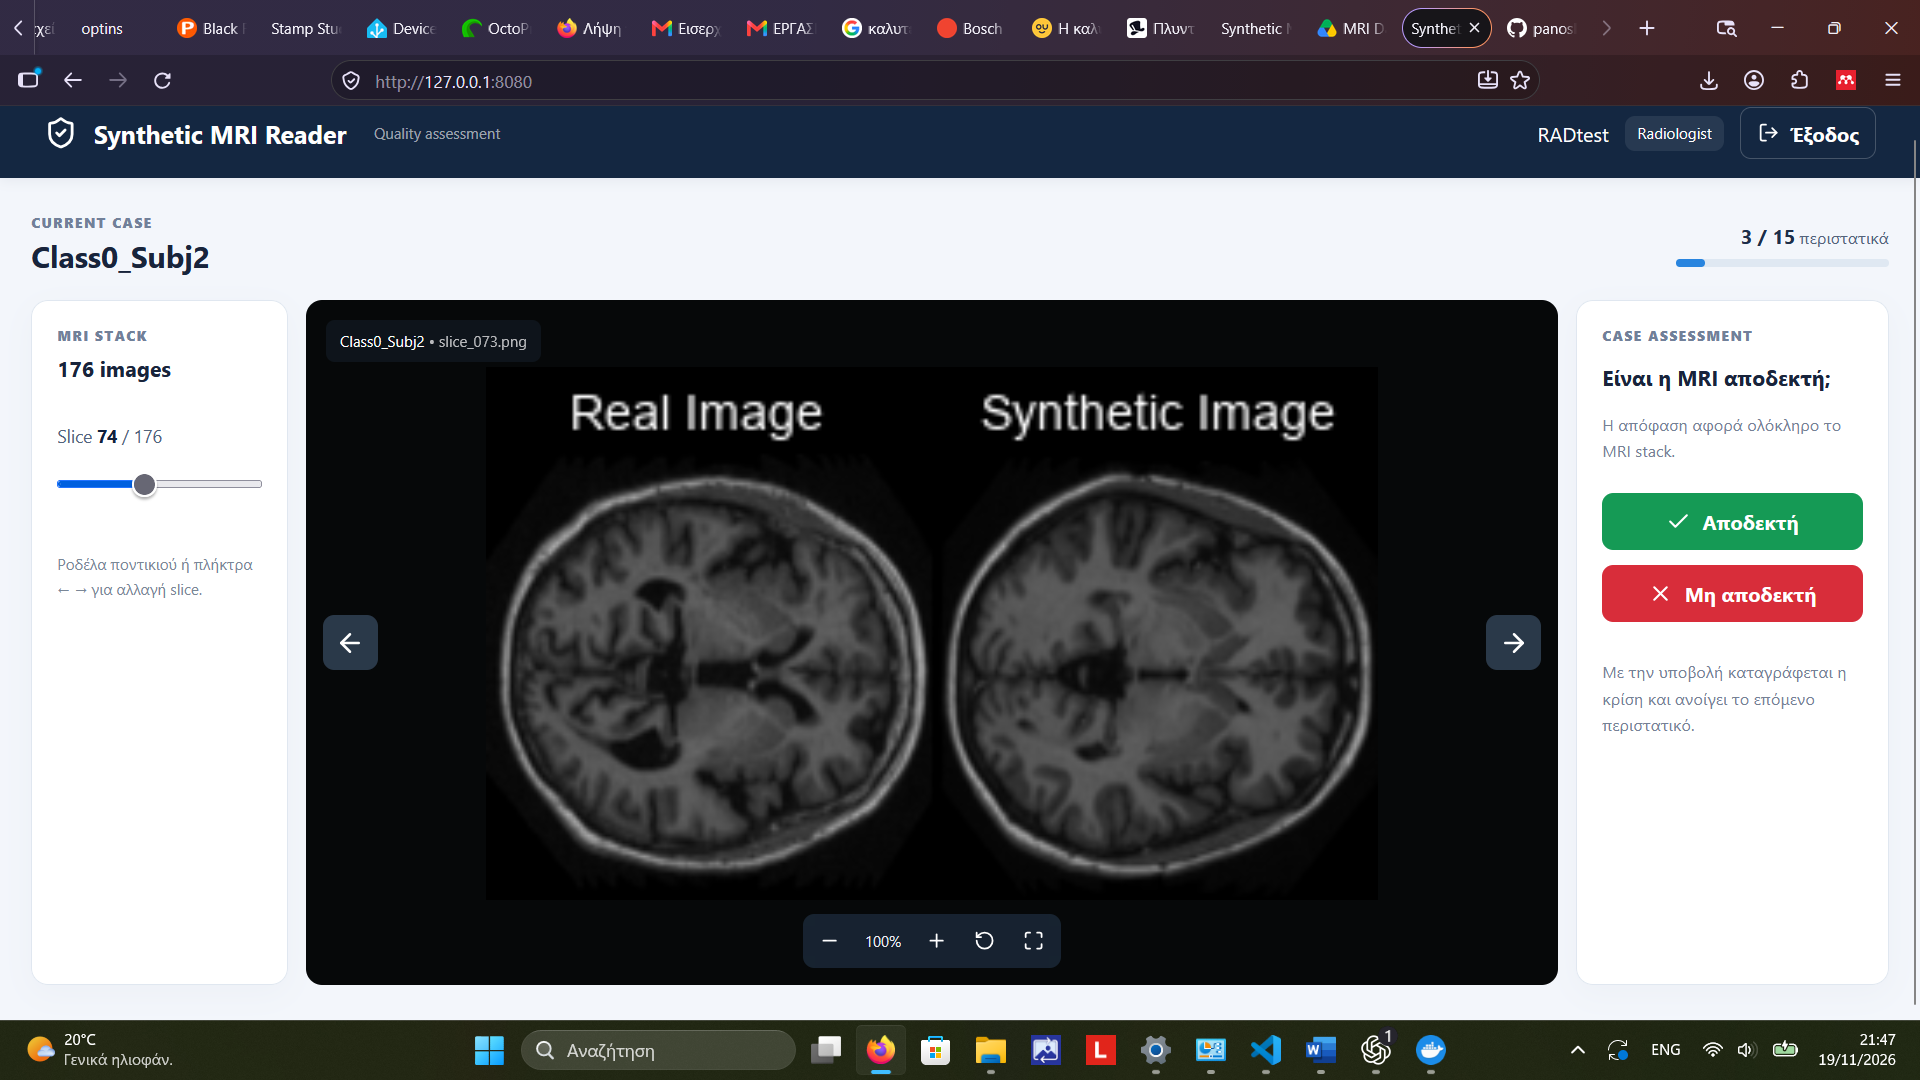 optins
Black
Stamp Stu
Device
OctoP
Λήψη
Εισερχ
ΕΡΓΑΣ
καλυτ
Bosch
Η καλ
Πλυντ
Synthetic
MRI D
Synthet
panos
http://127.0.0.1:8080
Synthetic MRI Reader
Quality assessment
RADtest
Radiologist
Έξοδος
CURRENT CASE
Class0_Subj2
3 / 15 περιστατικά
MRI STACK
176 images
Slice 74 / 176
Ροδέλα ποντικιού ή πλήκτρα
← → για αλλαγή slice.
Class0_Subj2 • slice_073.png
Real Image
Synthetic Image
100%
CASE ASSESSMENT
Είναι η MRI αποδεκτή;
Η απόφαση αφορά ολόκληρο το
MRI stack.
Αποδεκτή
Μη αποδεκτή
Με την υποβολή καταγράφεται η
κρίση και ανοίγει το επόμενο
περιστατικό.
20°C
Γενικά ηλιοφάν.
Αναζήτηση
L
W
1
ENG
21:47
19/11/2026